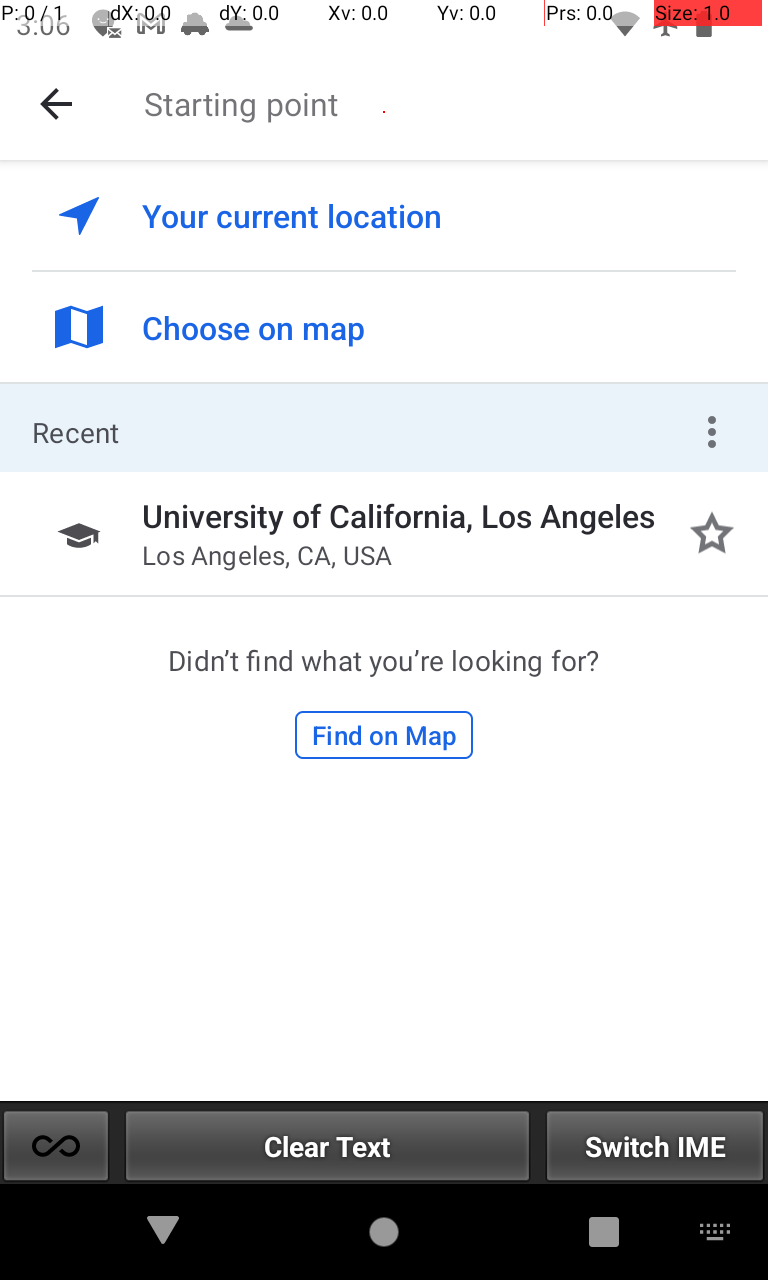 P: 0 / 1 dX: 0.0 dY: 0.0 Xv: 0.0 Yv: 0.0 Prs: 0.0 Size: 1.0
3:06
Starting point
Your current location
Choose on map
Recent
University of California, Los Angeles
Los Angeles, CA, USA
Didn’t find what you’re looking for?
Find on Map
Clear Text Switch IME